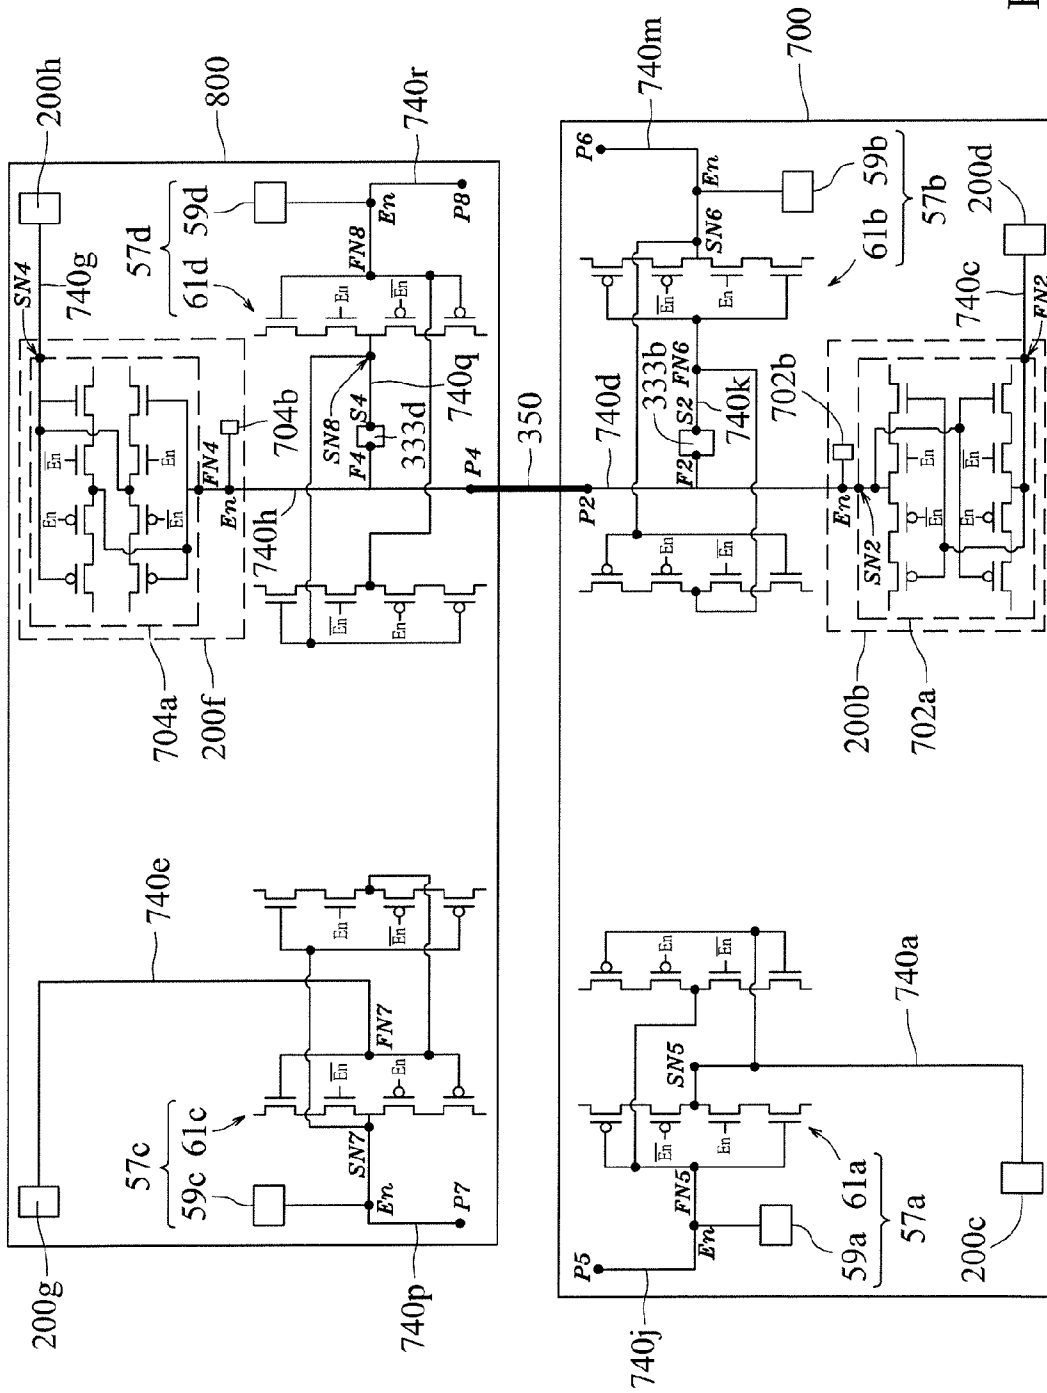 200h
800
SN4
740g
En
En
En
En
FN4
En
704b
704a
200f
740h
57d
61d
59d
740r
En
FN8
P8
En
En
SN8
S4
F4
333d
740q
P4
En
En
740e
200g
57c
59c 61c
SN7
En
P7
740p
FN7
En
En
En
En
350
700
740m
P6
En
59b
61b
57b
SN6
En
En
740d
P2
333b
F2
S2
FN6
740k
En
En
702b
En
SN2
200b
702a
En
En
En
En
200d
740c
FN2
740a
SN5
En
En
En
En
61a
59a
57a
FN5
En
P5
740j
200c